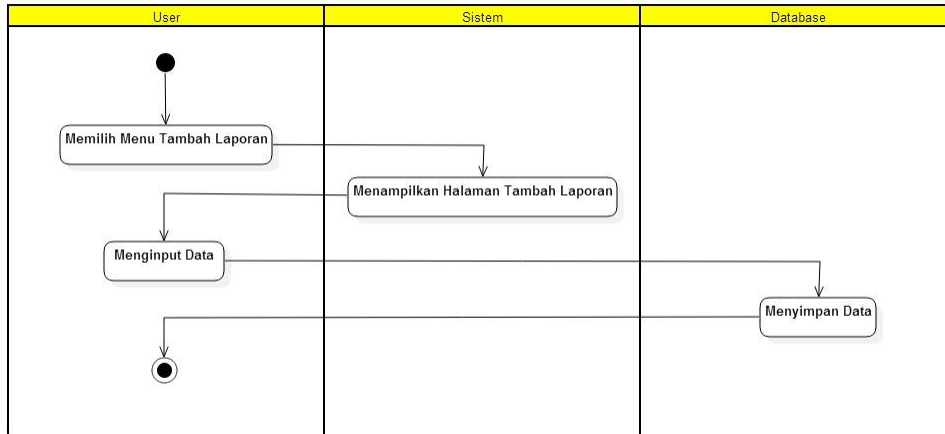 User
Sistem
Database
Memilih Menu Tambah Laporan
Menampilkan Halaman Tambah Laporan
Menginput Data
Menyimpan Data